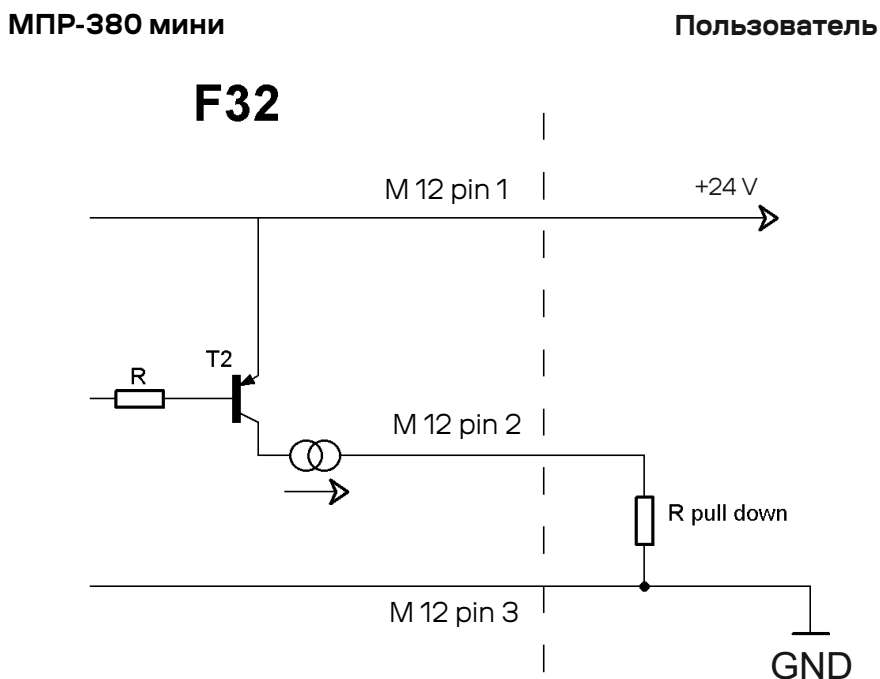 МПР-380 мини
Пользователь
F32
M 12 pin 1
+24 V
T2
R
M 12 pin 2
R pull down
M 12 pin 3
GND